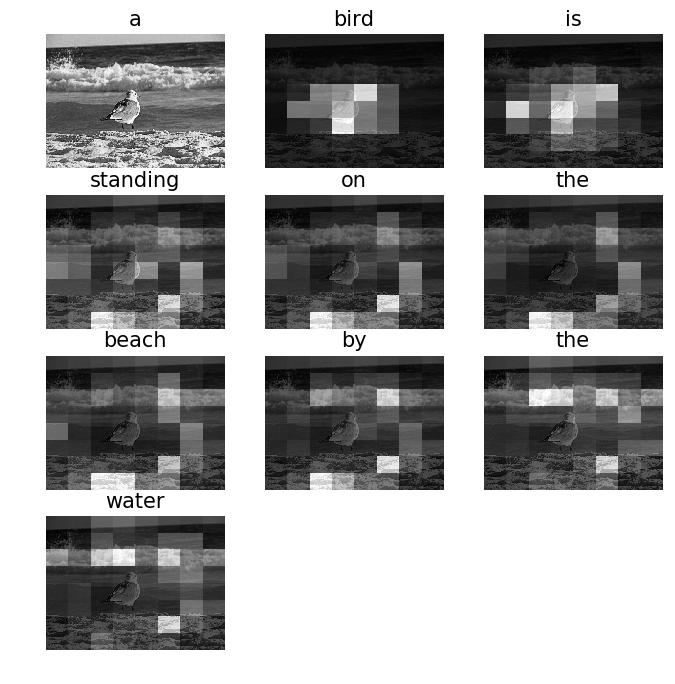 a bird is
standing on the
beach by the
water